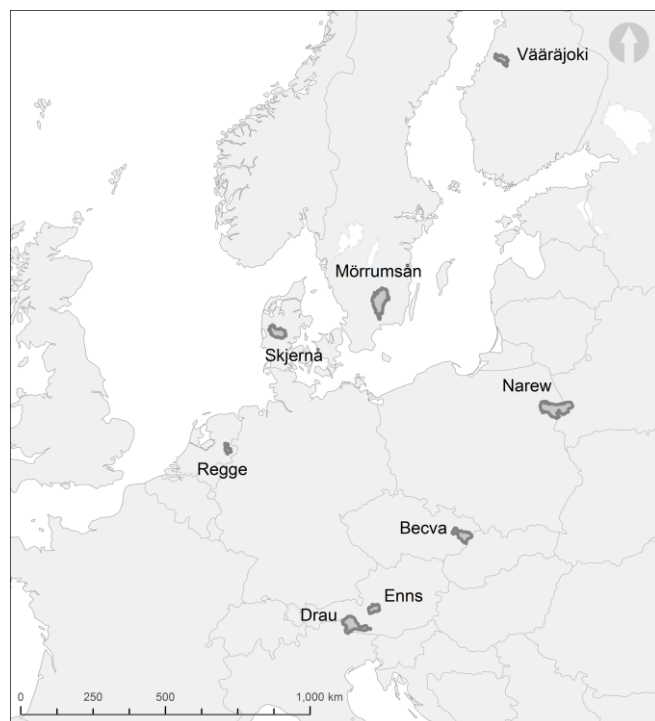 Vääräjoki
Mörrumsån
Skjernå
Narew
Regge
Becva
Enns
Drau
0 250 500 1,000 km